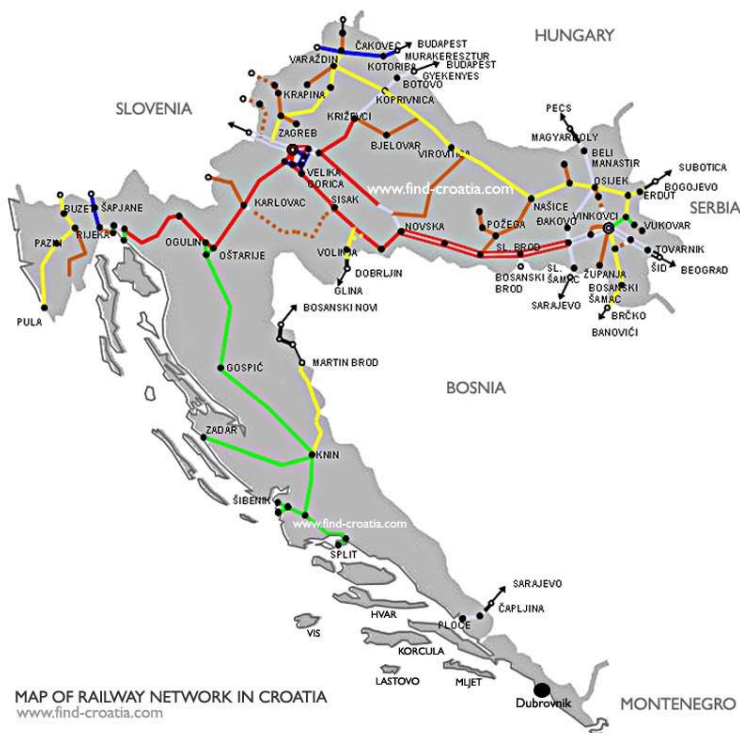 HUNGARY
ČAKOVEC
BUDAPEST
MURAKERESZTUR
KOTORIBA
BUDAPEST
GYEKENYES
VARAŽDIN
BOTOVO
KRAPINA
KOPRIVNICA
SLOVENIA
KRIŽEVCI
PECS
MAGYARBOLY
ZAGREB
BJELOVAR
VIROVITICA
BELI
MANASTIR
VELIKA
GORICA
www.find-croatia.com
OSIJEK
SUBOTICA
BOGOJEVO
ERDUT
SERBIA
BUZET
ŠAPJANE
KARLOVAC
SISAK
NAŠICE
POŽEGA
ĐAKOVO
VINKOVCI
VUKOVAR
RIJEKA
PAZIN
OGULIN
OŠTARIJE
NOVSKA
VOLINJA
SL. BROD
TOVARNIK
ŠID
BEOGRAD
DOBRLJIN
GLINA
BOSANSKI
BROD
SL.
ŠAMAC
ŽUPANJA
BOSANSKI
ŠAMAC
SARAJEVO
BRČKO
BANOVIĆI
PULA
BOSANSKI NOVI
MARTIN BROD
GOSPIĆ
BOSNIA
ZADAR
KNIN
ŠIBENIK
www.find-croatia.com
SPLIT
SARAJEVO
ČAPLJINA
HVAR
PLOČE
VIS
KORCULA
LASTOVO
MLJET
Dubrovnik
MONTENEGRO
MAP OF RAILWAY NETWORK IN CROATIA
www.find-croatia.com